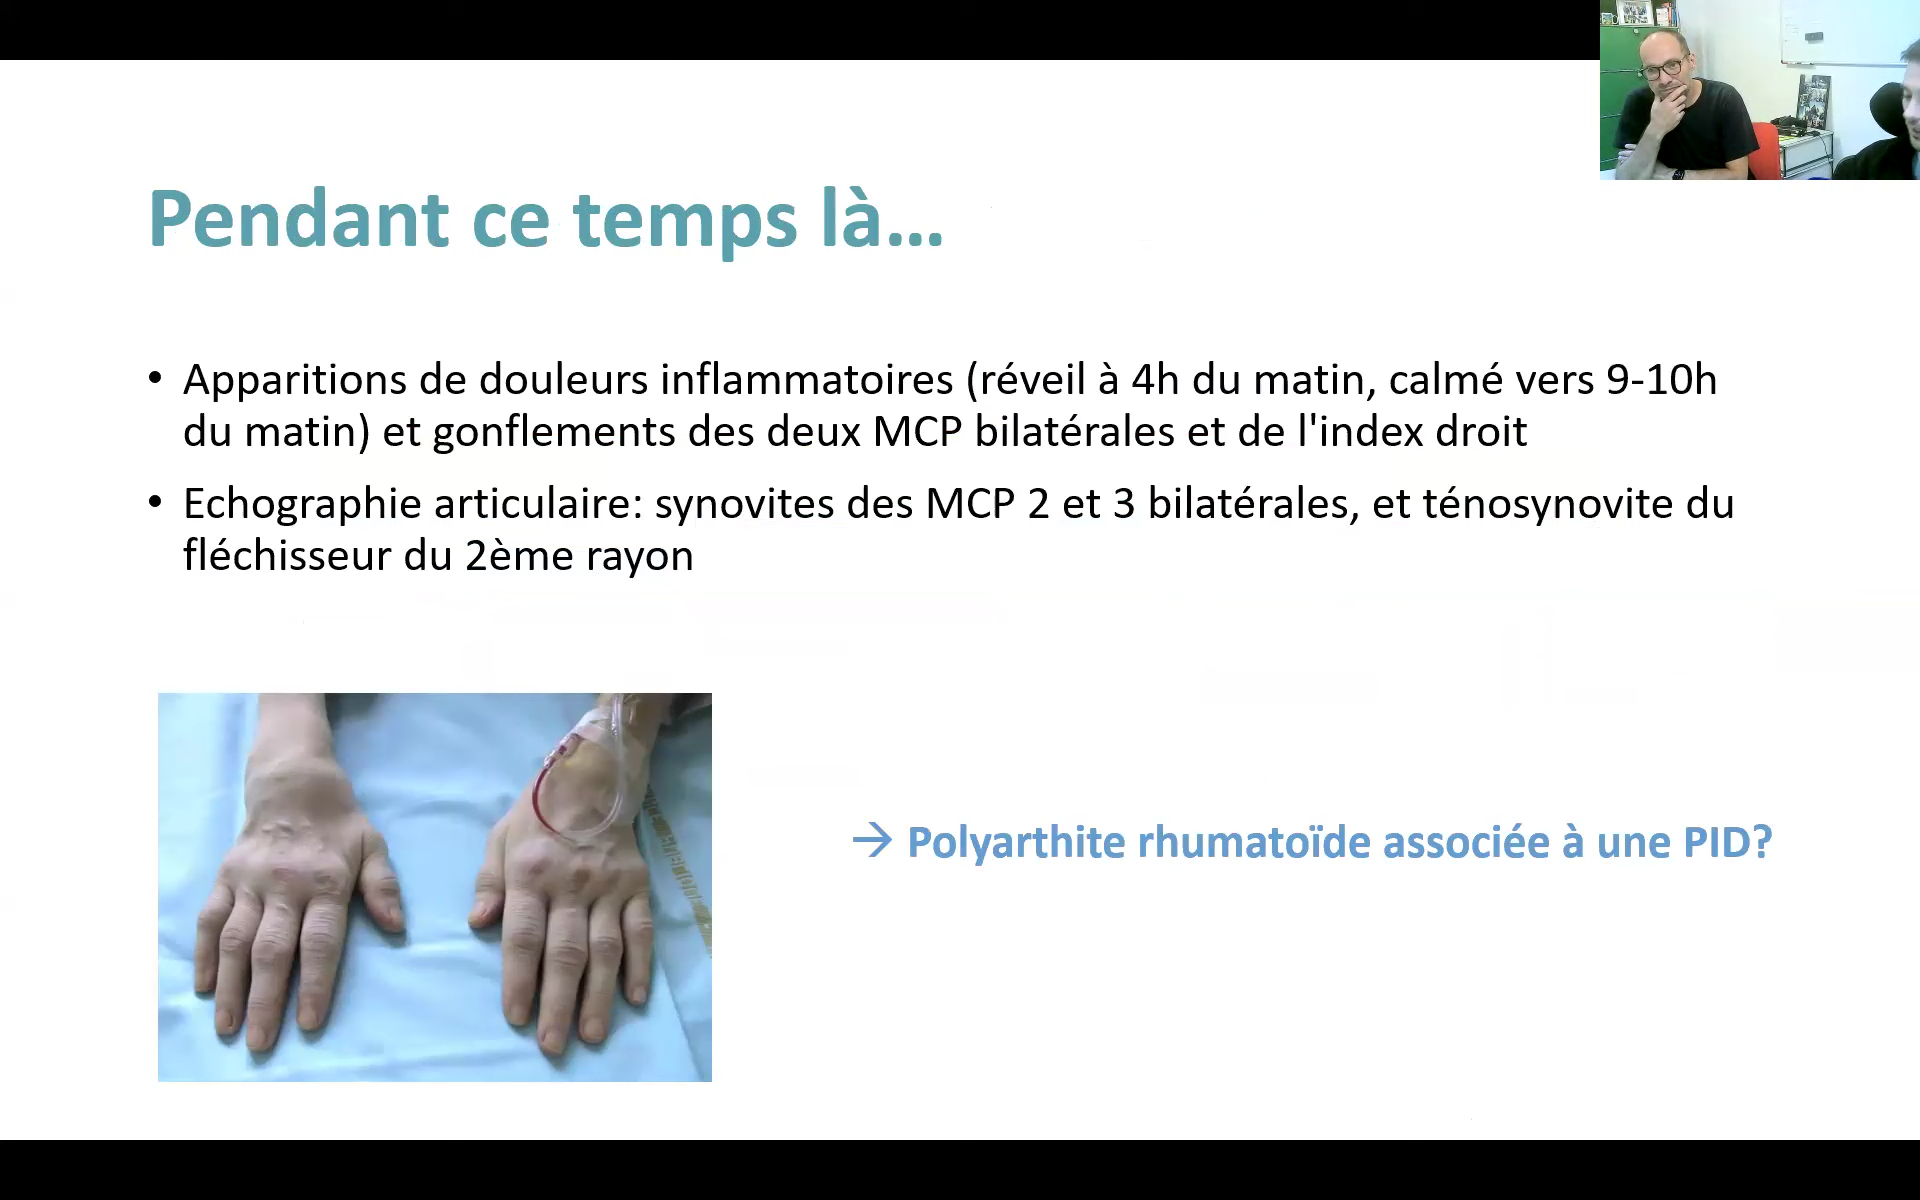 Pendant ce temps là...
• Apparitions de douleurs inflammatoires (réveil à 4h du matin, calmé vers 9-10h
du matin) et gonflements des deux MCP bilatérales et de l'index droit
• Echographie articulaire: synovites des MCP 2 et 3 bilatérales, et ténosynovite du
fléchisseur du 2ème rayon
→ Polyarthite rhumatoïde associée à une PID?